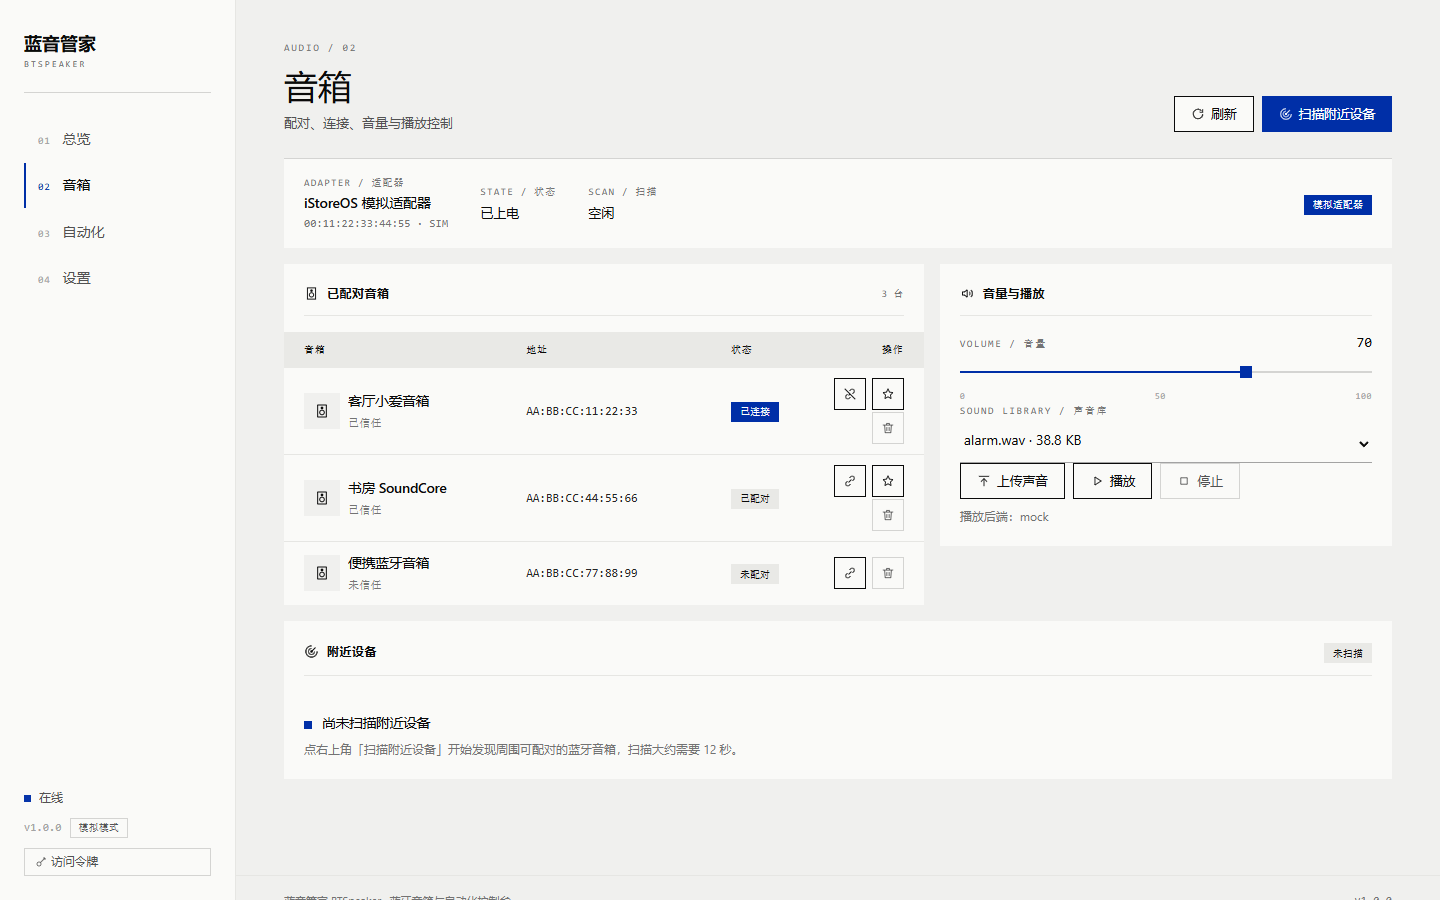 蓝音管家
BTSPEAKER
01 总览
02 音箱
03 自动化
04 设置
在线
v1.0.0 模拟模式
访问令牌
AUDIO / 02
音箱
配对、连接、音量与播放控制
刷新
扫描附近设备
ADAPTER / 适配器
iStoreOS 模拟适配器
00:11:22:33:44:55 · SIM
STATE / 状态
已上电
SCAN / 扫描
空闲
模拟适配器
已配对音箱
3 台
音箱 地址 状态 操作
客厅小爱音箱
已信任
AA:BB:CC:11:22:33
已连接
书房 SoundCore
已信任
AA:BB:CC:44:55:66
已配对
便携蓝牙音箱
未信任
AA:BB:CC:77:88:99
未配对
音量与播放
VOLUME / 音量 70
0 50 100
SOUND LIBRARY / 声音库
alarm.wav · 38.8 KB
上传声音 播放 停止
播放后端: mock
附近设备
未扫描
尚未扫描附近设备
点右上角「扫描附近设备」开始发现周围可配对的蓝牙音箱，扫描大约需要 12 秒。